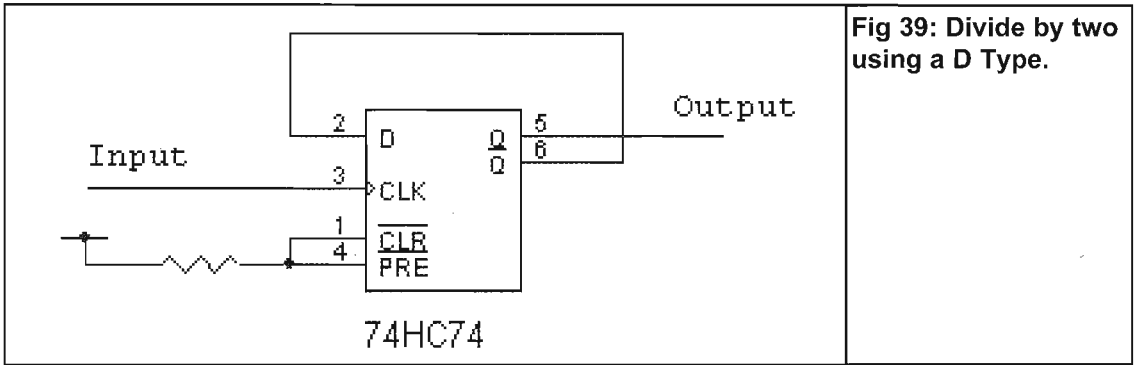 Fig 39: Divide by two
using a D Type.
Output
Input
2
D
Q
5
Q
6
3
CLK
1
CLR
4
PRE
74HC74